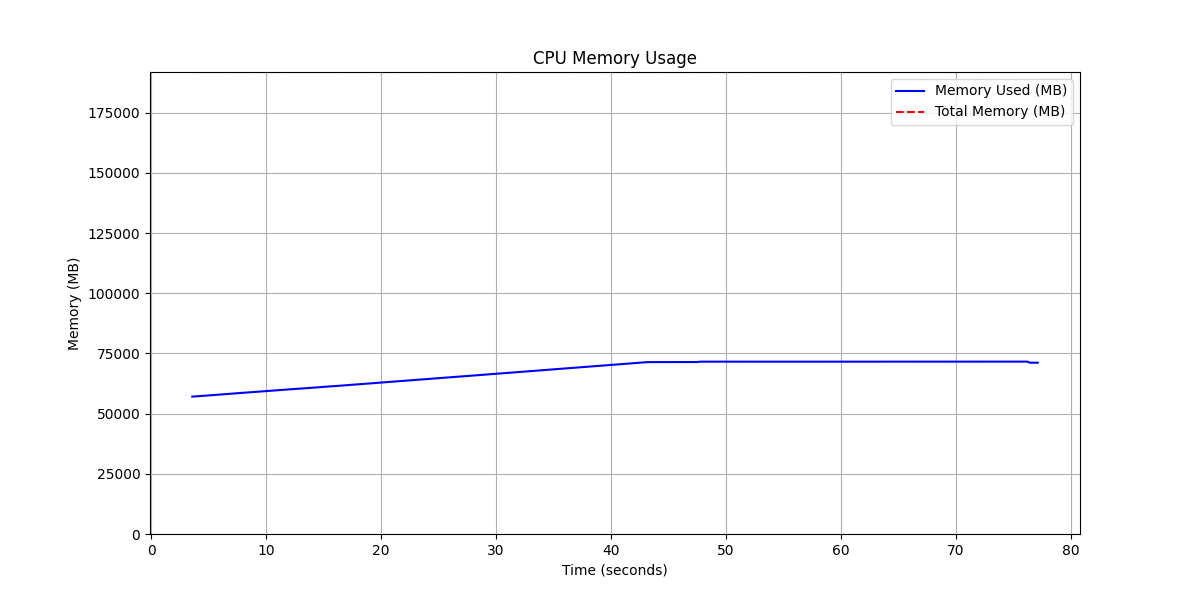 CPU Memory Usage
Memory Used (MB)
Total Memory (MB)
175000
150000
125000
100000
75000
50000
25000
0
Memory (MB)
0 10 20 30 40 50 60 70 80
Time (seconds)